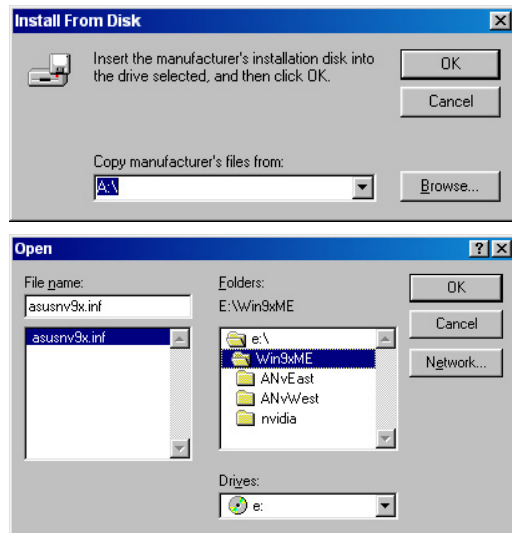 Install From Disk
Insert the manufacturer's installation disk into
the drive selected, and then click OK.
OK
Cancel
Copy manufacturer's files from:
A:\
Browse...
Open
File name:
asusnv9x.inf
asusnv9x.inf
Folders:
E:\Win9xME
e:\
Win9xME
ANvEast
ANvWest
nvidia
Drives:
e:
OK
Cancel
Network...